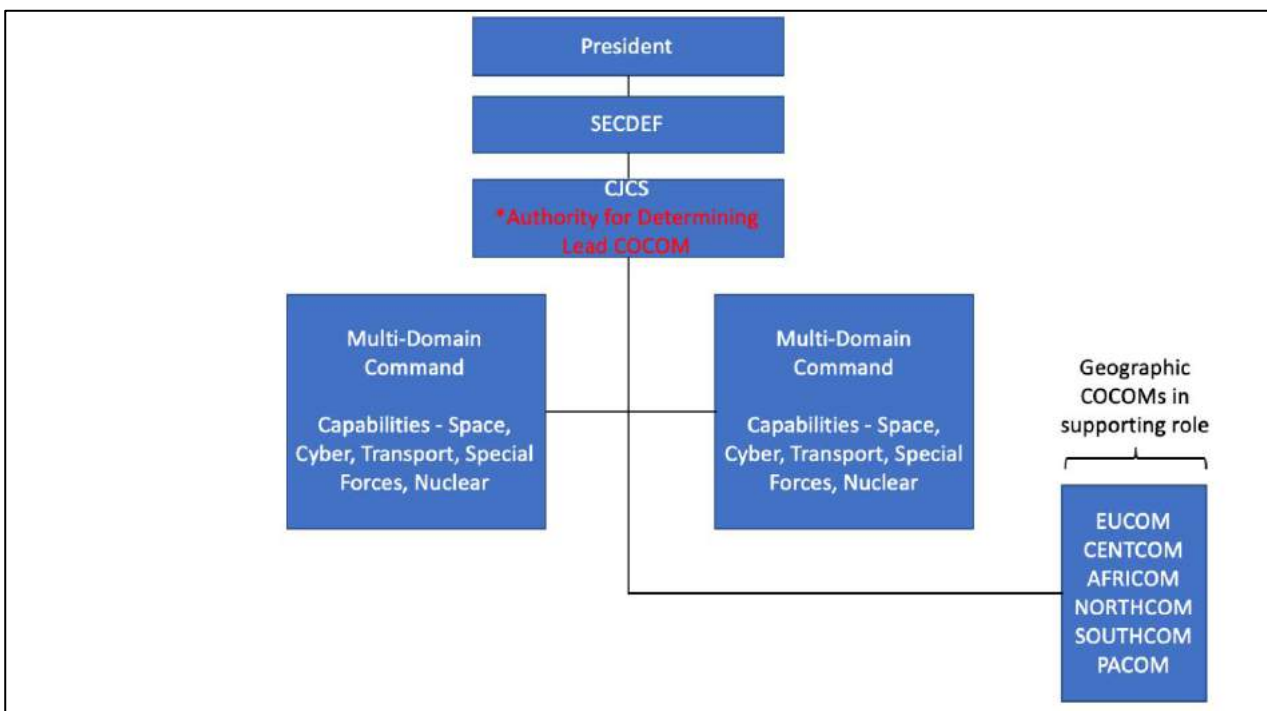 President
SECDEF
CJCS
*Authority for Determining
Lead COCOM
Multi-Domain
Command
Capabilities - Space,
Cyber, Transport, Special
Forces, Nuclear
Multi-Domain
Command
Capabilities - Space,
Cyber, Transport, Special
Forces, Nuclear
Geographic
COCOMs in
supporting role
EUCOM
CENTCOM
AFRICOM
NORTHCOM
SOUTHCOM
PACOM